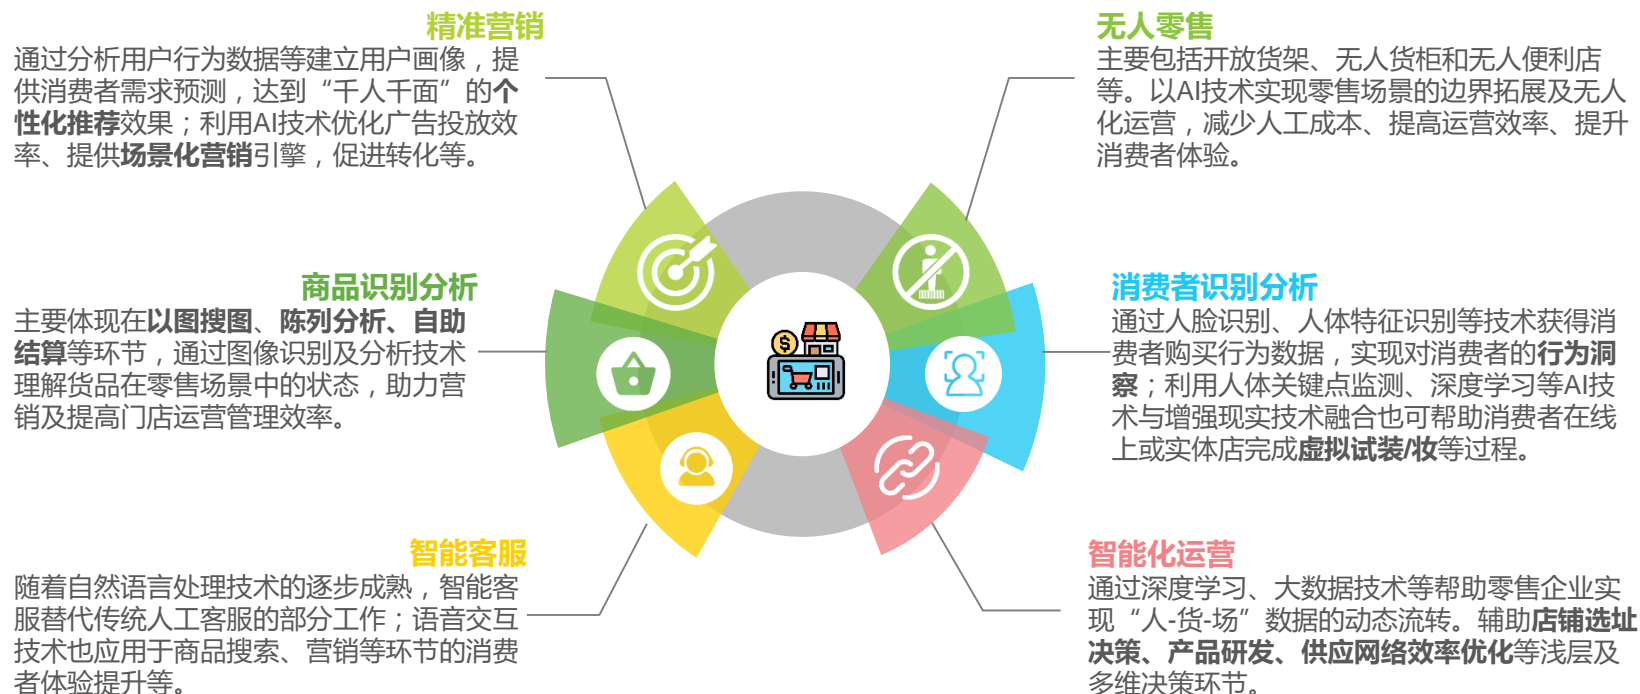 精准营销
通过分析用户行为数据等建立用户画像，提
供消费者需求预测，达到“千人千面”的个
性化推荐效果；利用AI技术优化广告投放效
率、提供场景化营销引擎，促进转化等。
无人零售
主要包括开放货架、无人货柜和无人便利店
等。以AI技术实现零售场景的边界拓展及无人
化运营，减少人工成本、提高运营效率、提升
消费者体验。
商品识别分析
主要体现在以图搜图、陈列分析、自助
结算等环节，通过图像识别及分析技术
理解货品在零售场景中的状态，助力营
销及提高门店运营管理效率。
消费者识别分析
通过人脸识别、人体特征识别等技术获得消
费者购买行为数据，实现对消费者的行为洞
察；利用人体关键点监测、深度学习等AI技
术与增强现实技术融合也可帮助消费者在线
上或实体店完成虚拟试装/妆等过程。
智能客服
随着自然语言处理技术的逐步成熟，智能客
服替代传统人工客服的部分工作；语音交互
技术也应用于商品搜索、营销等环节的消费
者体验提升等。
智能化运营
通过深度学习、大数据技术等帮助零售企业实
现“人-货-场”数据的动态流转。辅助店铺选址
决策、产品研发、供应网络效率优化等浅层及
多维决策环节。